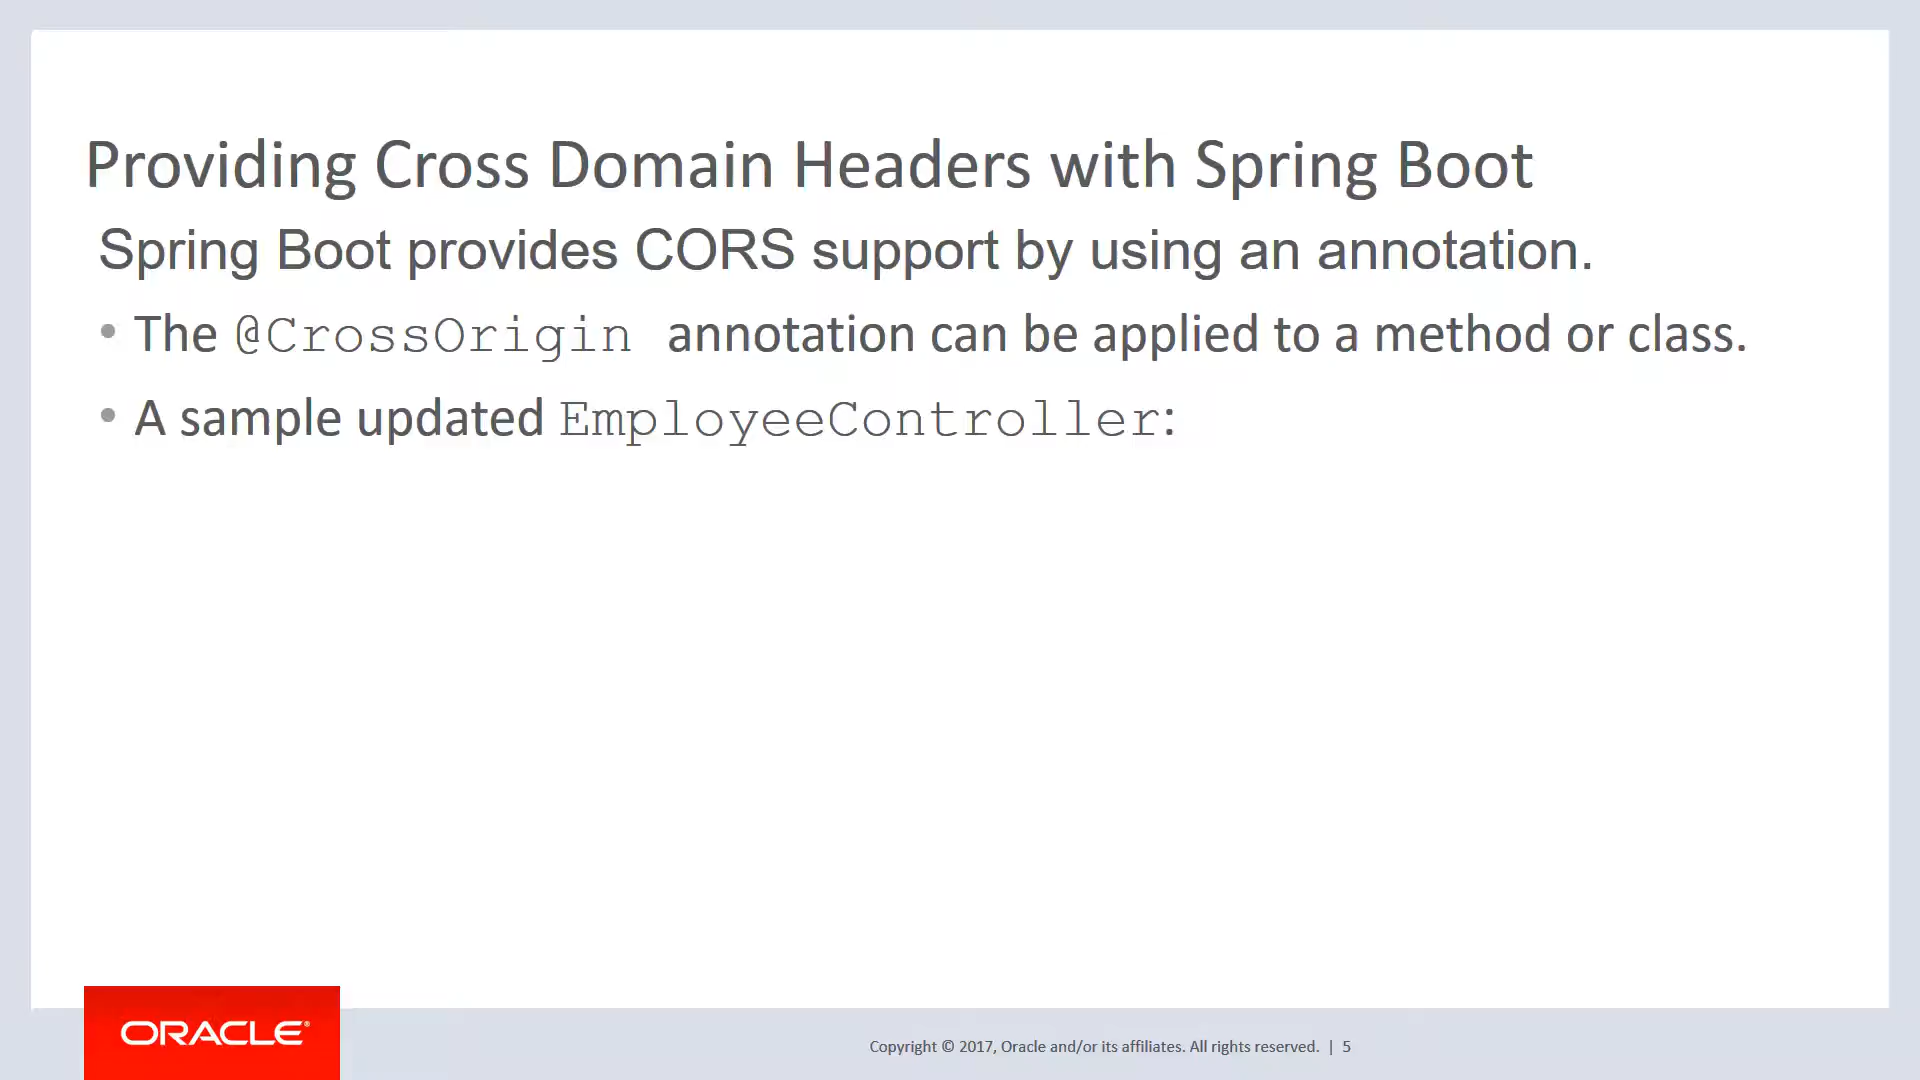 Providing Cross Domain Headers with Spring Boot
Spring Boot provides CORS support by using an annotation.
• The @CrossOrigin annotation can be applied to a method or class.
• A sample updated EmployeeController:
ORACLE®
Copyright © 2017, Oracle and/or its affiliates. All rights reserved. | 5